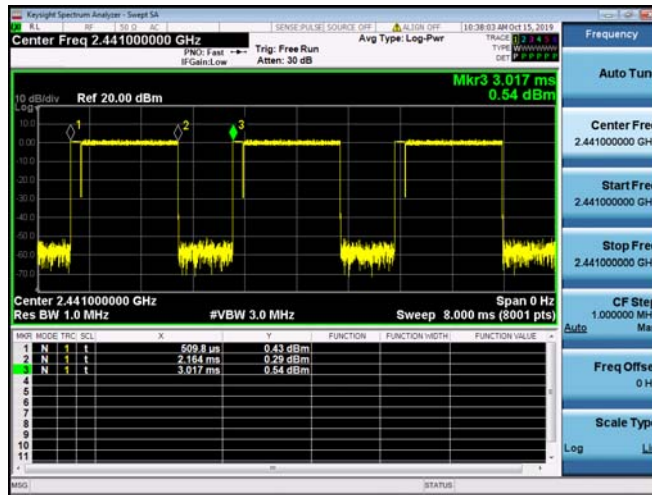 Keysight Spectrum Analyzer - Swept SA
RL RF 50 Ω AC SENSE:PULSE SOURCE OFF ALIGN OFF 10:38:03 AM Oct 15, 2019
Center Freq 2.441000000 GHz
PNO: Fast
IFGain:Low
Trig: Free Run
Atten: 30 dB
Avg Type: Log-Pwr
TRACE 1 2 3 4 5 6
TYPE WWWWWW
DET P P P P P P
Mkr3 3.017 ms
0.54 dBm
10 dB/div Ref 20.00 dBm
Log
10.0
0.00
-10.0
-20.0
-30.0
-40.0
-50.0
-60.0
-70.0
1
2
3
Center 2.441000000 GHz Span 0 Hz
Res BW 1.0 MHz #VBW 3.0 MHz Sweep 8.000 ms (8001 pts)
MKR MODE TRC SCL X Y FUNCTION FUNCTION WIDTH FUNCTION VALUE
1 N 1 t 509.8 µs 0.43 dBm
2 N 1 t 2.164 ms 0.29 dBm
3 N 1 t 3.017 ms 0.54 dBm
4
5
6
7
8
9
10
11
MSG STATUS
Frequency
Auto Tun
Center Fre
2.441000000 GH
Start Fre
2.441000000 GH
Stop Fre
2.441000000 GH
CF Step
1.000000 MH
Auto Ma
Freq Offse
0 H
Scale Type
Log Li